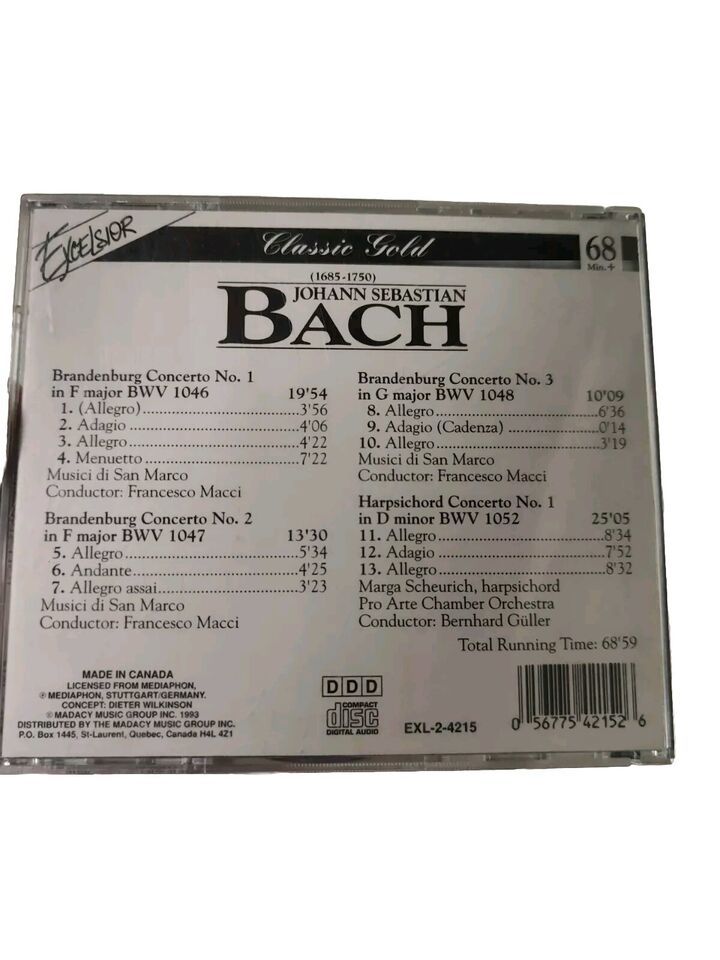 EXCELSIOR
Classic Gold
68
Min.+
(1685-1750)
JOHANN SEBASTIAN
BACH
Brandenburg Concerto No. 1
in F major BWV 1046 19'54
1. (Allegro)........................3'56
2. Adagio..........................4'06
3. Allegro.........................4'22
4. Menuetto......................7'22
Musici di San Marco
Conductor: Francesco Macci
Brandenburg Concerto No. 2
in F major BWV 1047 13'30
5. Allegro.........................5'34
6. Andante.......................4'25
7. Allegro assai..................3'23
Musici di San Marco
Conductor: Francesco Macci
Brandenburg Concerto No. 3
in G major BWV 1048 10'09
8. Allegro.........................6'36
9. Adagio (Cadenza)...........0'14
10. Allegro........................3'19
Musici di San Marco
Conductor: Francesco Macci
Harpsichord Concerto No. 1
in D minor BWV 1052 25'05
11. Allegro........................8'34
12. Adagio........................7'52
13. Allegro........................8'32
Marga Scheurich, harpsichord
Pro Arte Chamber Orchestra
Conductor: Bernhard Güller
Total Running Time: 68'59
MADE IN CANADA
LICENSED FROM MEDIAPHON,
℗ MEDIAPHON, STUTTGART/GERMANY.
CONCEPT: DIETER WILKINSON
© MADACY MUSIC GROUP INC. 1993
DISTRIBUTED BY THE MADACY MUSIC GROUP INC.
P.O. Box 1445, St-Laurent, Quebec, Canada H4L 4Z1
DDD
COMPACT
disc
DIGITAL AUDIO
EXL-2-4215
0 56775 42152 6